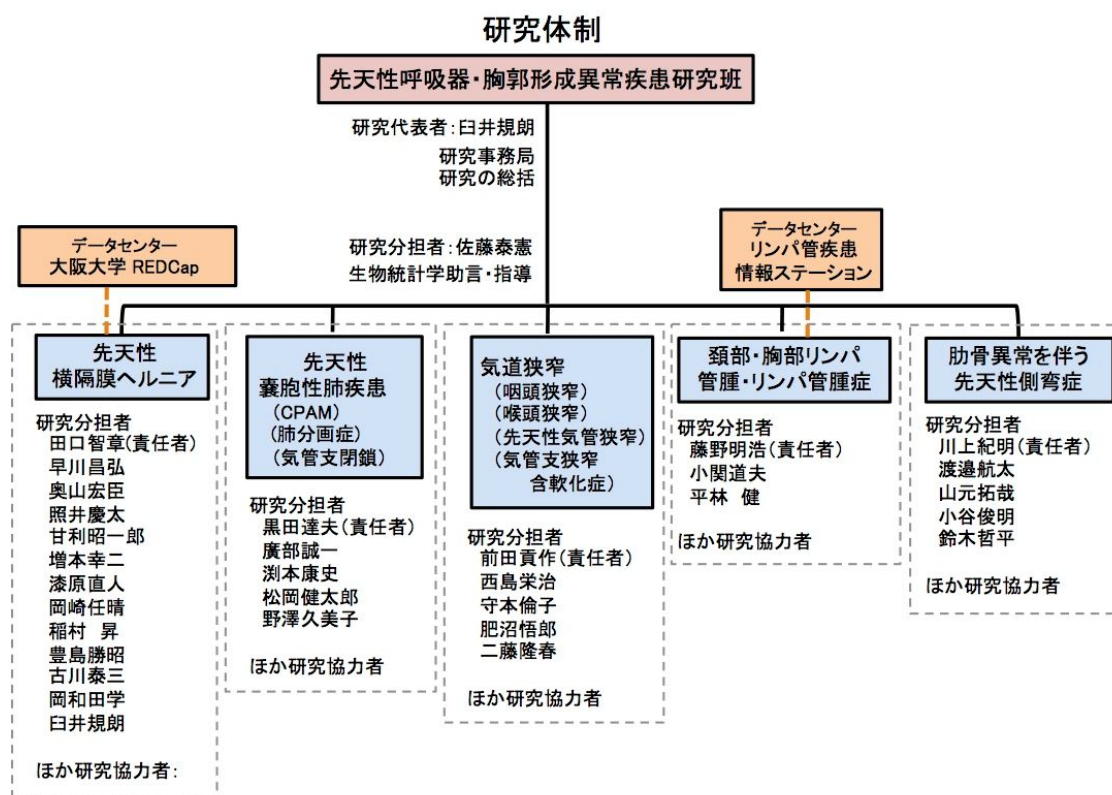 研究体制
先天性呼吸器・胸郭形成異常疾患研究班
研究代表者：臼井規朗
研究事務局
研究の総括
研究分担者：佐藤泰憲
生物統計学助言・指導
データセンター
大阪大学 REDCap
データセンター
リンパ管疾患
情報ステーション
先天性
横隔膜ヘルニア
研究分担者
田口智章(責任者)
早川昌弘
奥山宏臣
照井慶太
甘利昭一郎
増本幸二
漆原直人
岡崎任晴
稲村　昇
豊島勝昭
古川泰三
岡和田学
臼井規朗
ほか研究協力者：
先天性
嚢胞性肺疾患
（CPAM）
（肺分画症）
（気管支閉鎖）
研究分担者
黒田達夫（責任者）
廣部誠一
渕本康史
松岡健太郎
野澤久美子
ほか研究協力者
気道狭窄
（咽頭狭窄）
（喉頭狭窄）
（先天性気管狭窄）
（気管支狭窄
含軟化症）
研究分担者
前田貢作（責任者）
西島栄治
守本倫子
肥沼悟郎
二藤隆春
ほか研究協力者
頚部・胸部リンパ
管腫・リンパ管腫症
研究分担者
藤野明浩（責任者）
小関道夫
平林　健
ほか研究協力者
肋骨異常を伴う
先天性側弯症
研究分担者
川上紀明（責任者）
渡邉航太
山元拓哉
小谷俊明
鈴木哲平
ほか研究協力者